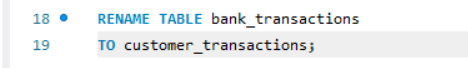 18 RENAME TABLE bank_transactions
19 TO customer_transactions;